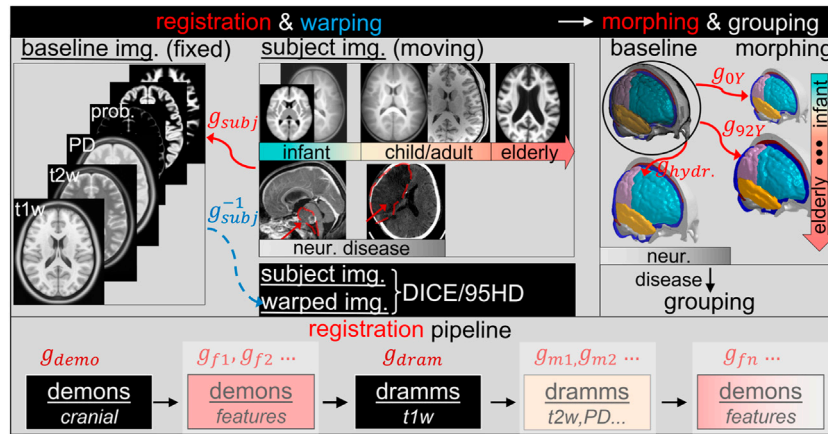 registration & warping → morphing & grouping
baseline img. (fixed)
prob.
PD
t2w
t1w
g_subj
g_subj^-1
subject img. (moving)
infant child/adult elderly
neur. disease
subject img.
warped img.
}DICE/95HD
baseline morphing
g_0Y
g_92Y
g_hydr.
infant
•••
elderly
neur.
disease
grouping
registration pipeline
g_demo g_f1, g_f2 ... g_dram g_m1, g_m2 ... g_fn ...
demons → demons → dramms → dramms → demons
cranial features t1w t2w,PD... features